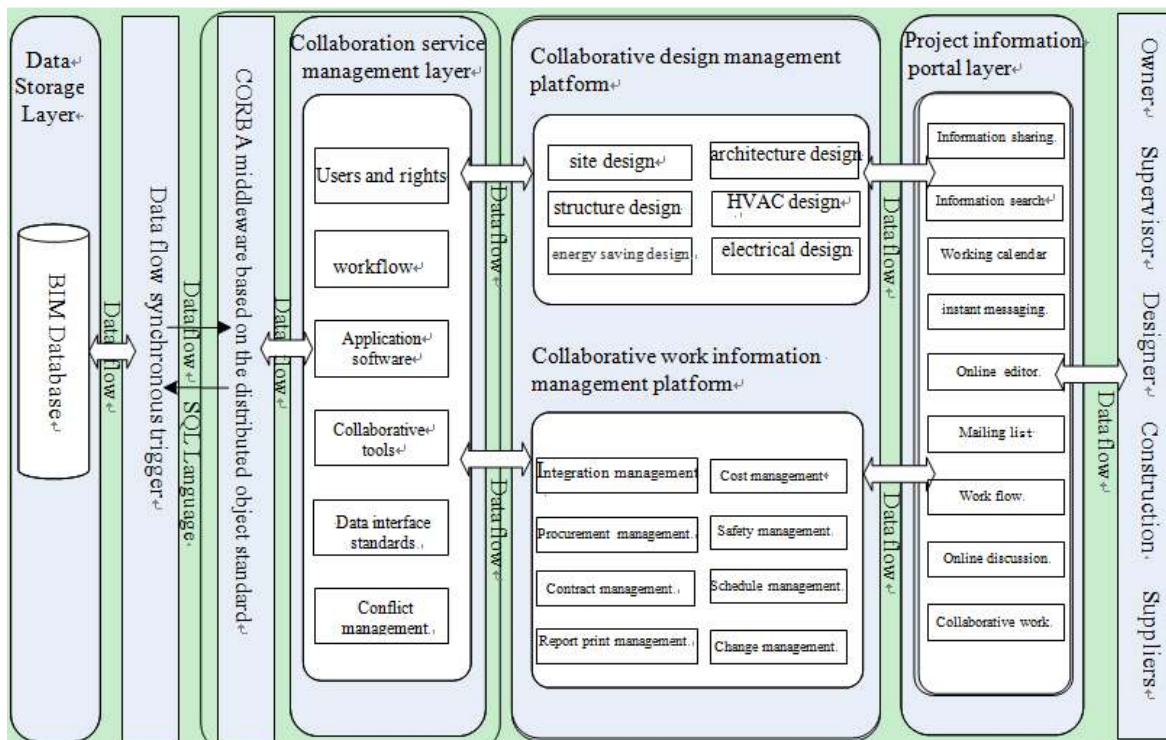 Data
Storage
Layer
BIM Database
Data flow
Data flow synchronous trigger
Data flow SQL Language
CORBA middleware based on the distributed object standard
Data flow
Collaboration service
management layer
Users and rights
workflow
Application
software
Collaborative
tools
Data interface
standards.
Conflict
management.
Data flow
Data flow
Collaborative design management
platform
site design
architecture design
structure design
HVAC design
energy saving design
electrical design
Collaborative work information
management platform
Integration management
Cost management
Procurement management.
Safety management.
Contract management.
Schedule management.
Report print management.
Change management.
Data flow
Data flow
Project information
portal layer
Information sharing.
Information search
Working calendar
instant messaging.
Online editor.
Mailing list
Work flow.
Online discussion.
Collaborative work.
Data flow
Owner Supervisor Designer Construction Suppliers